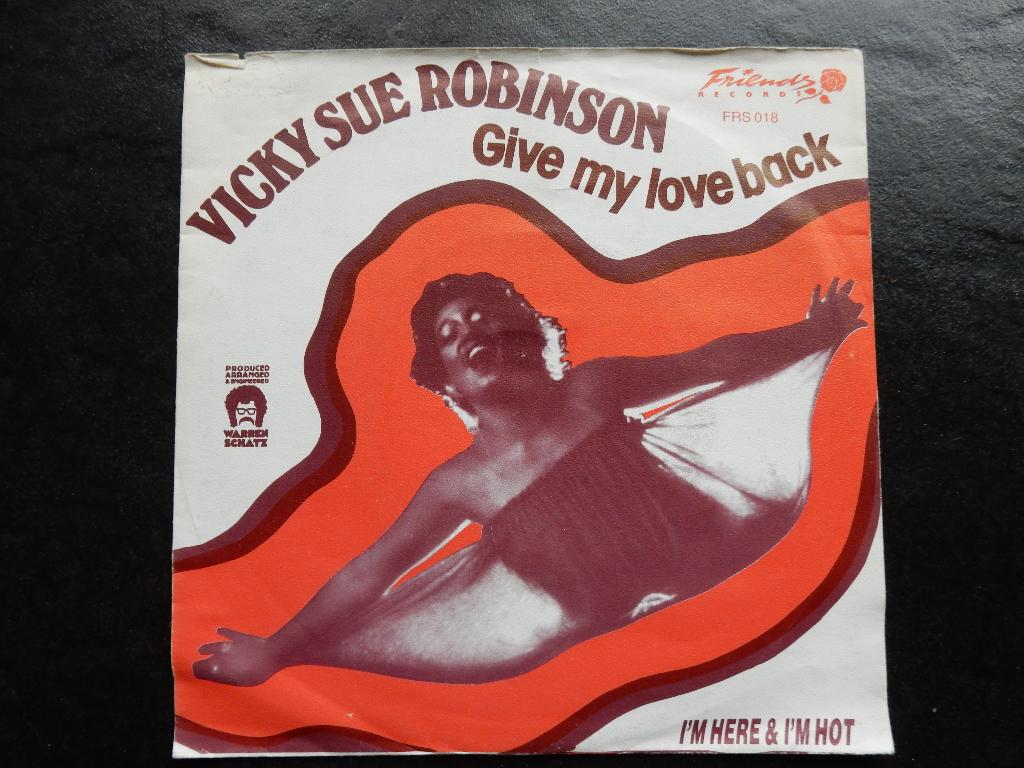 VICKY SUE ROBINSON
Friends
RECORDS
FRS 018
Give my love back
PRODUCED
ARRANGED
& ENGINEERED
WARREN
SCHATZ
I'M HERE & I'M HOT